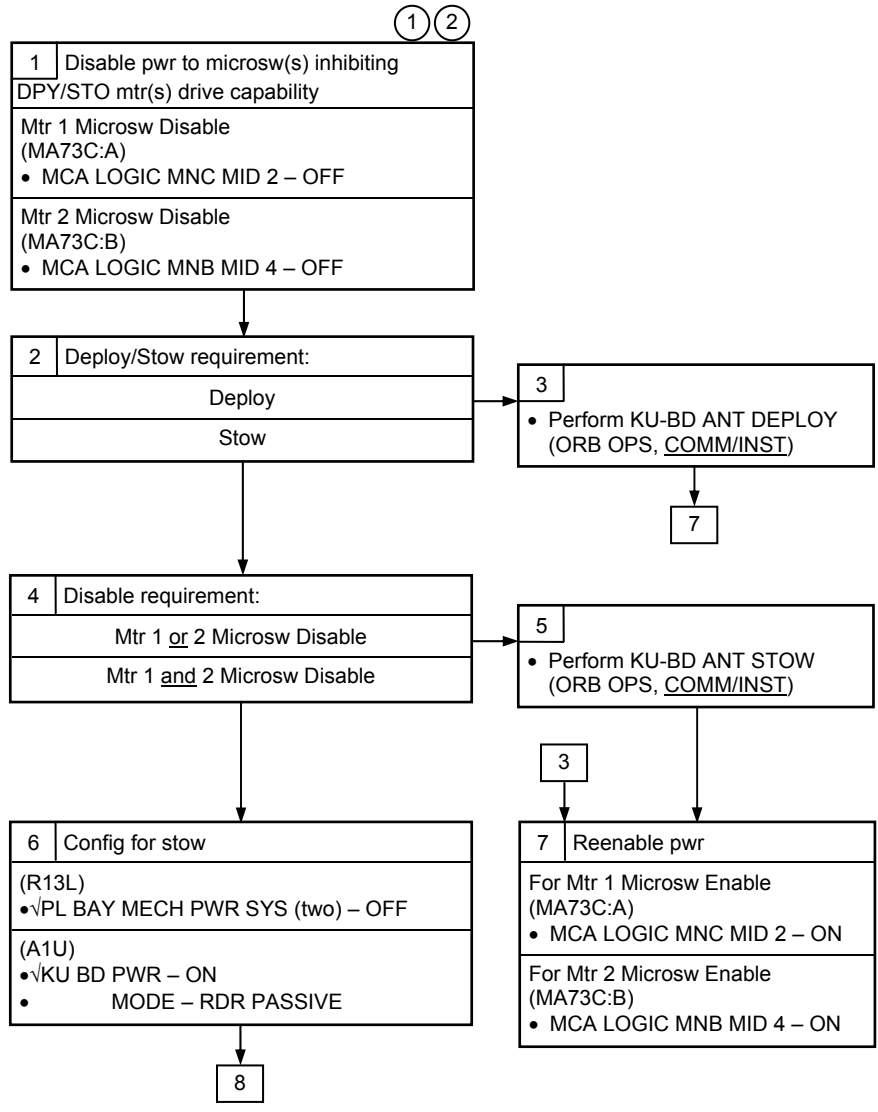 1 2
1 Disable pwr to microsw(s) inhibiting
DPY/STO mtr(s) drive capability
Mtr 1 Microsw Disable
(MA73C:A)
• MCA LOGIC MNC MID 2 – OFF
Mtr 2 Microsw Disable
(MA73C:B)
• MCA LOGIC MNB MID 4 – OFF
2 Deploy/Stow requirement:
Deploy
Stow
3
• Perform KU-BD ANT DEPLOY
(ORB OPS, COMM/INST)
7
4 Disable requirement:
Mtr 1 or 2 Microsw Disable
Mtr 1 and 2 Microsw Disable
5
• Perform KU-BD ANT STOW
(ORB OPS, COMM/INST)
3
6 Config for stow
(R13L)
•√PL BAY MECH PWR SYS (two) – OFF
(A1U)
•√KU BD PWR – ON
• MODE – RDR PASSIVE
8
7 Reenable pwr
For Mtr 1 Microsw Enable
(MA73C:A)
• MCA LOGIC MNC MID 2 – ON
For Mtr 2 Microsw Enable
(MA73C:B)
• MCA LOGIC MNB MID 4 – ON